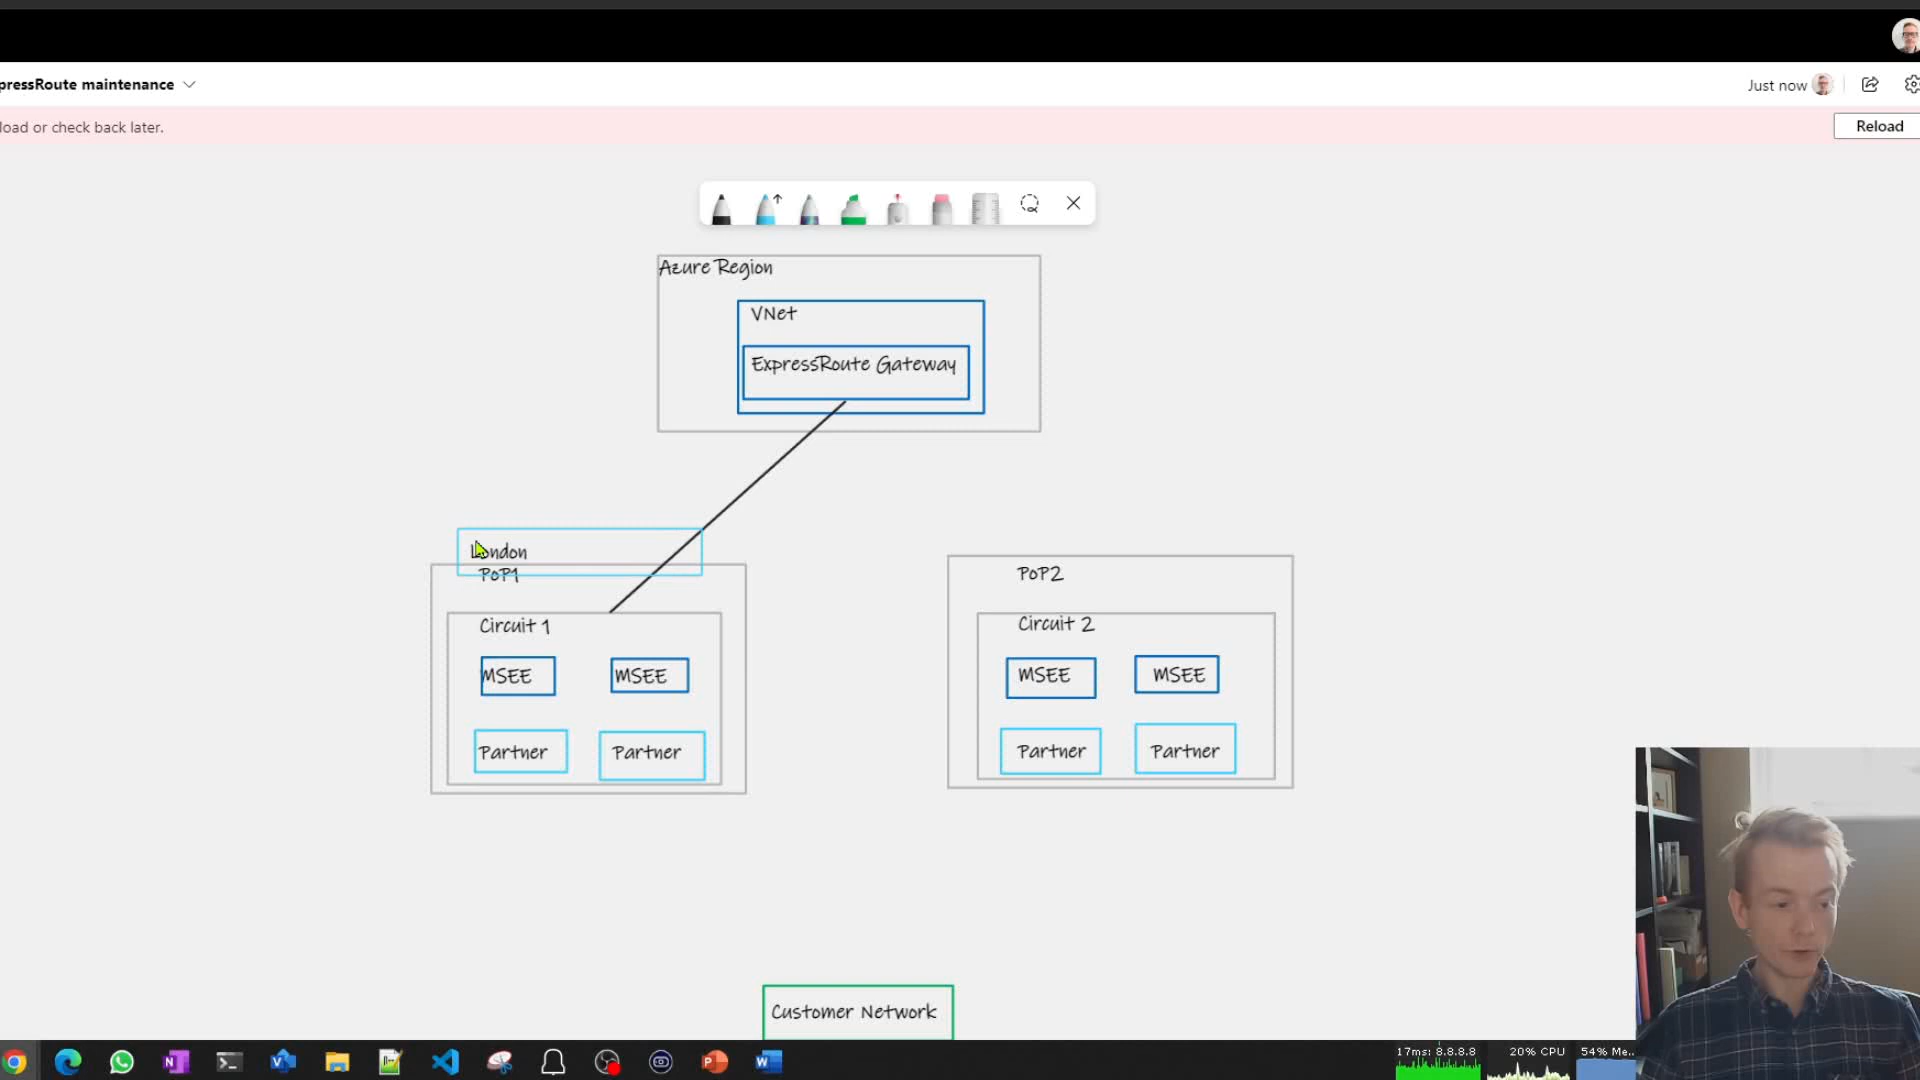 pressRoute maintenance
Just now
load or check back later.
Reload
Azure Region
VNet
ExpressRoute Gateway
London
PoP1
PoP2
Circuit 1
Circuit 2
MSEE
MSEE
MSEE
MSEE
Partner
Partner
Partner
Partner
Customer Network
17ms: 8.8.8.8
20% CPU
54% Me..